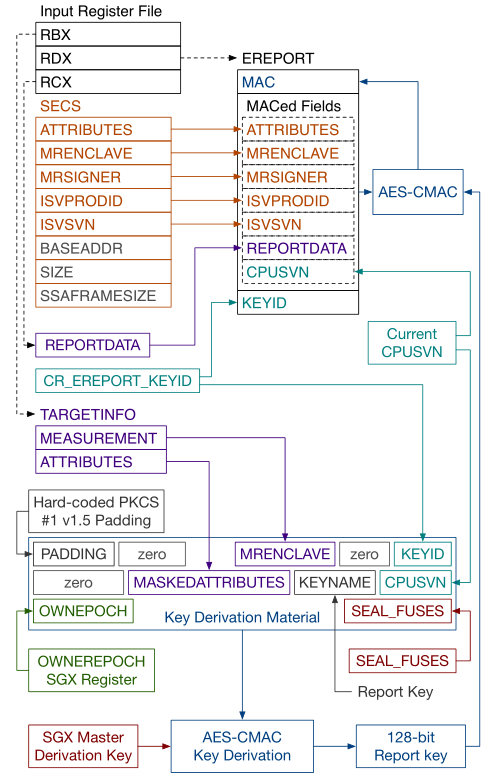 Input Register File
RBX
RDX
RCX
EREPORT
MAC
MACed Fields
SECS
ATTRIBUTES
MRENCLAVE
MRSIGNER
ISVPRODID
ISVSVN
BASEADDR
SIZE
SSAFRAMESIZE
ATTRIBUTES
MRENCLAVE
MRSIGNER
ISVPRODID
ISVSVN
REPORTDATA
CPUSVN
KEYID
AES-CMAC
REPORTDATA
Current
CPUSVN
CR_EREPORT_KEYID
TARGETINFO
MEASUREMENT
ATTRIBUTES
Hard-coded PKCS
#1 v1.5 Padding
PADDING
zero
MRENCLAVE
zero
KEYID
zero
MASKEDATTRIBUTES
KEYNAME
CPUSVN
OWNEPOCH
Key Derivation Material
SEAL_FUSES
OWNEREPOCH
SGX Register
SEAL_FUSES
Report Key
SGX Master
Derivation Key
AES-CMAC
Key Derivation
128-bit
Report key